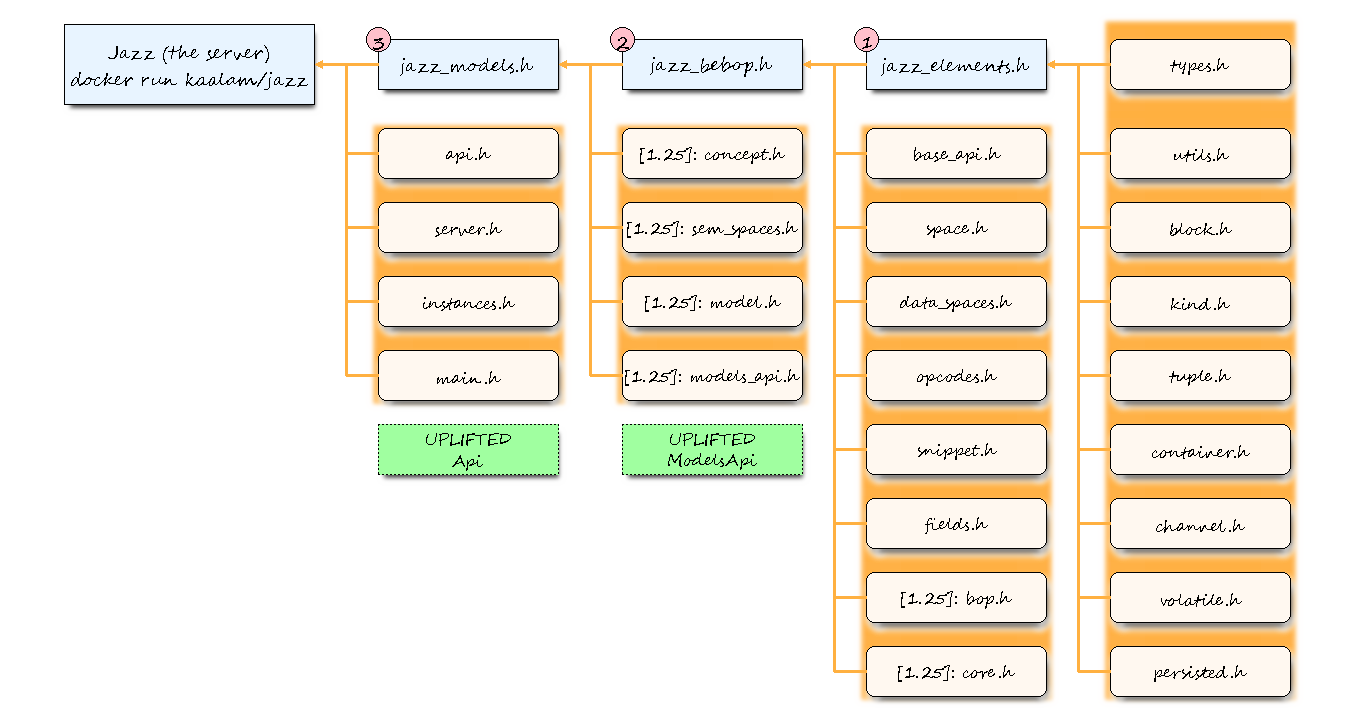 Jazz (the server)
docker run kaalam/jazz
3
jazz_models.h
2
jazz_bebop.h
1
jazz_elements.h
types.h
api.h
[1.25]: concept.h
base_api.h
utils.h
server.h
[1.25]: sem_spaces.h
space.h
block.h
instances.h
[1.25]: model.h
data_spaces.h
kind.h
main.h
[1.25]: models_api.h
opcodes.h
tuple.h
UPLIFTED
Api
UPLIFTED
ModelsApi
snippet.h
container.h
fields.h
channel.h
[1.25]: bop.h
volatile.h
[1.25]: core.h
persisted.h